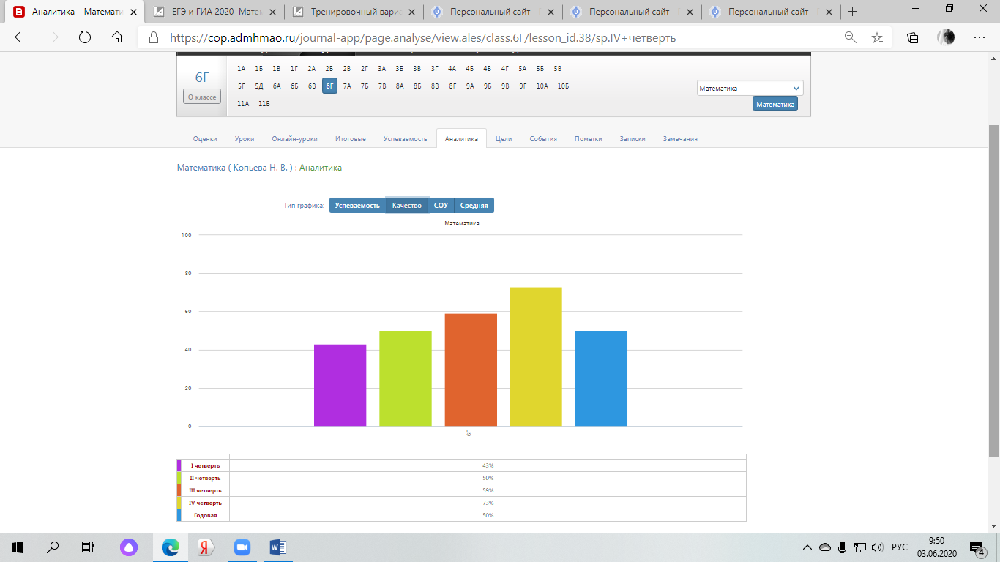 Аналитика – Математи
ЕГЭ и ГИА 2020 Матем
Тренировочный вариа
Персональный сайт -
Персональный сайт -
Персональный сайт -
https://cop.admhmao.ru/journal-app/page.analyse/view.ales/class.6Г/lesson_id.38/sp.IV+четверть
6Г
О классе
1А 1Б 1В 1Г 2А 2Б 2В 2Г 3А 3Б 3В 3Г 4А 4Б 4В 4Г 5А 5Б 5В
5Г 5Д 6А 6Б 6В 6Г 7А 7Б 7В 8А 8Б 8В 8Г 9А 9Б 9В 9Г 10А 10Б
11А 11Б
Математика
Математика
Оценки Уроки Онлайн-уроки Итоговые Успеваемость Аналитика Цели События Пометки Записки Замечания
Математика ( Копьева Н. В. ) : Аналитика
Тип графика: Успеваемость Качество СОУ Средняя
Математика
100
80
60
40
20
0
I четверть 43%
II четверть 50%
III четверть 59%
IV четверть 73%
Годовая 50%
РУС
9:50
03.06.2020
4